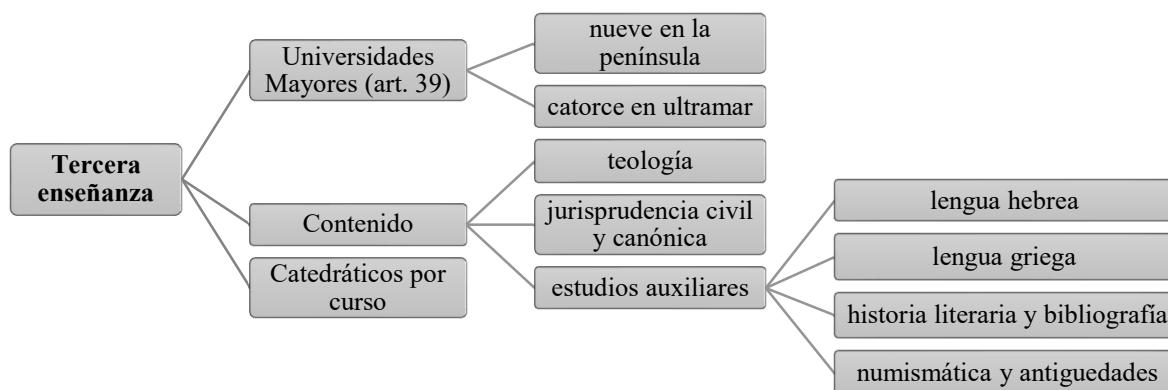 Tercera
enseñanza
Universidades
Mayores (art. 39)
nueve en la
península
catorce en ultramar
Contenido
teología
jurisprudencia civil
y canónica
estudios auxiliares
lengua hebrea
lengua griega
historia literaria y bibliografía
numismática y antiguedades
Catedráticos por
curso